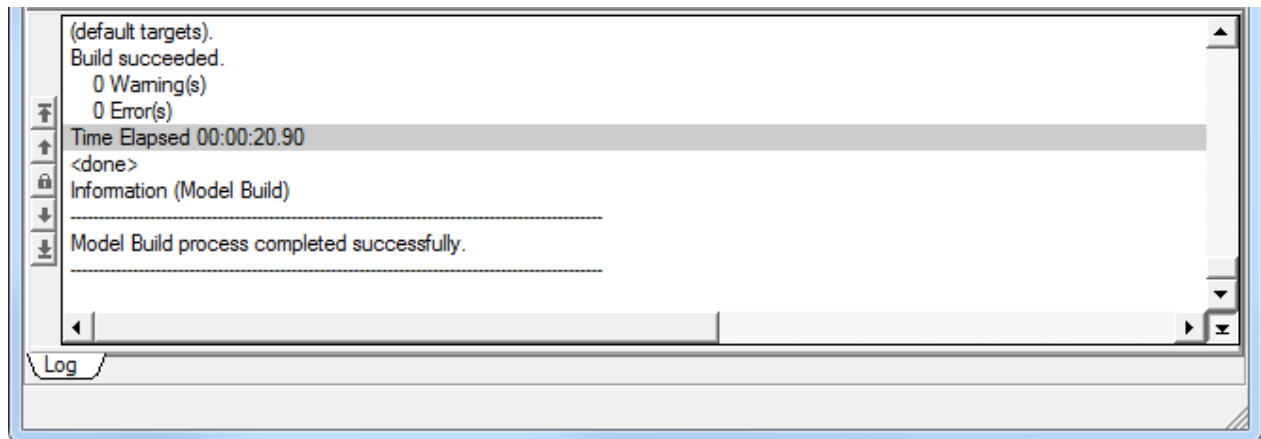 (default targets).
Build succeeded.
0 Warning(s)
0 Error(s)
Time Elapsed 00:00:20.90
<done>
Information (Model Build)
------------------------------------------------------------------------------------------
Model Build process completed successfully.
------------------------------------------------------------------------------------------
Log